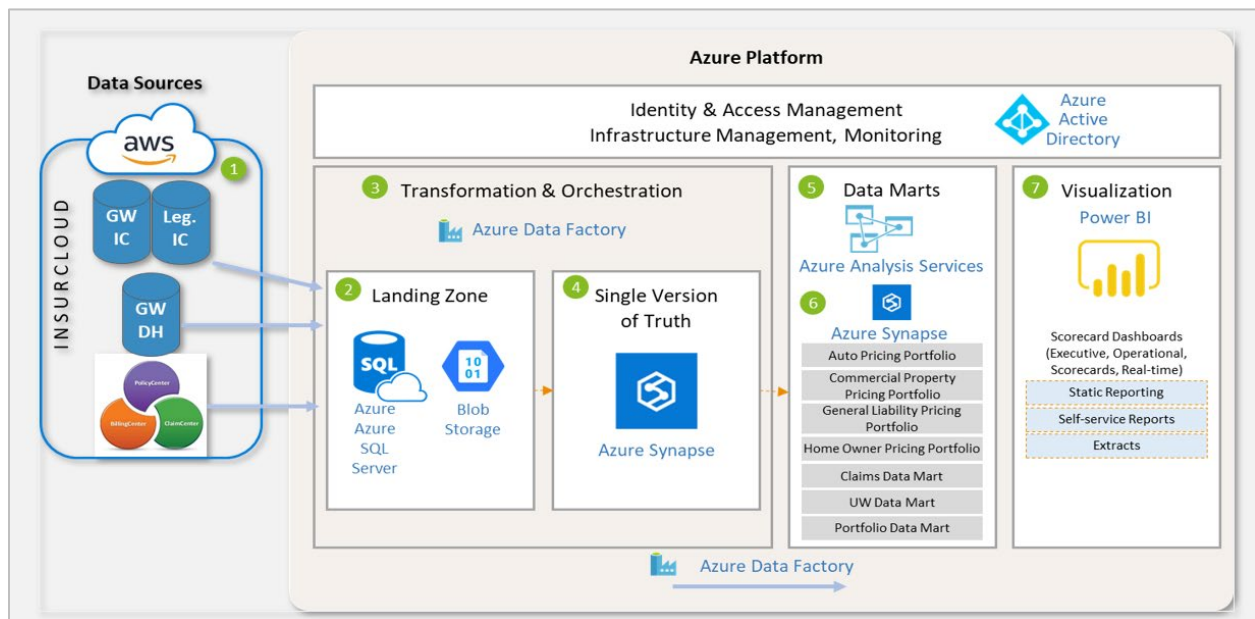 Azure Platform
Data Sources
aws
1
INSURCLOUD
GW
IC
Leg.
IC
GW
DH
PolicyCenter
BillingCenter
ClaimCenter
Identity & Access Management
Infrastructure Management, Monitoring
Azure
Active
Directory
3
Transformation & Orchestration
Azure Data Factory
2
Landing Zone
SQL
Azure
Azure
SQL
Server
10
01
Blob
Storage
4
Single Version
of Truth
Azure Synapse
5
Data Marts
Azure Analysis Services
6
Azure Synapse
Auto Pricing Portfolio
Commercial Property
Pricing Portfolio
General Liability Pricing
Portfolio
Home Owner Pricing Portfolio
Claims Data Mart
UW Data Mart
Portfolio Data Mart
7
Visualization
Power BI
Scorecard Dashboards
(Executive, Operational,
Scorecards, Real-time)
Static Reporting
Self-service Reports
Extracts
Azure Data Factory